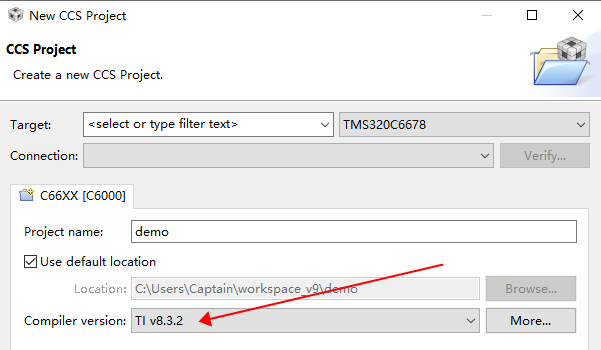 New CCS Project
CCS Project
Create a new CCS Project.
Target: <select or type filter text> TMS320C6678
Connection: Verify...
C66XX [C6000]
Project name: demo
Use default location
Location: C:\Users\Captain\workspace_v9\demo Browse...
Compiler version: TI v8.3.2 More...